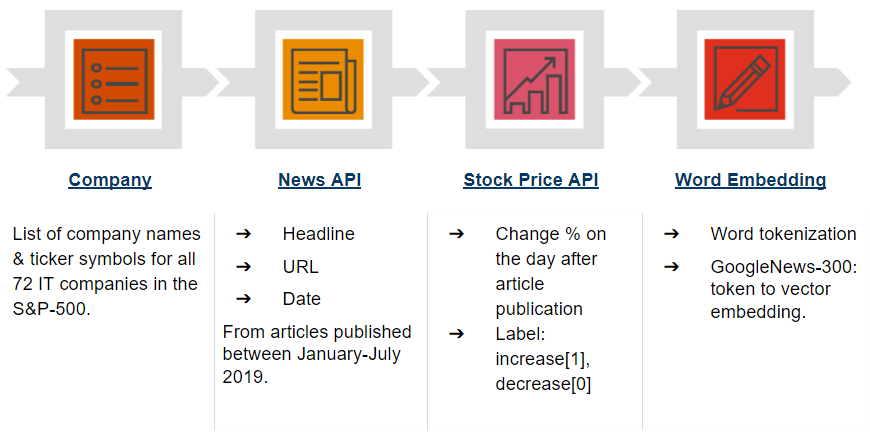 Company
List of company names
& ticker symbols for all
72 IT companies in the
S&P-500.
News API
➔ Headline
➔ URL
➔ Date
From articles published
between January-July
2019.
Stock Price API
➔ Change % on
the day after
article
publication
➔ Label:
increase[1],
decrease[0]
Word Embedding
➔ Word tokenization
➔ GoogleNews-300:
token to vector
embedding.